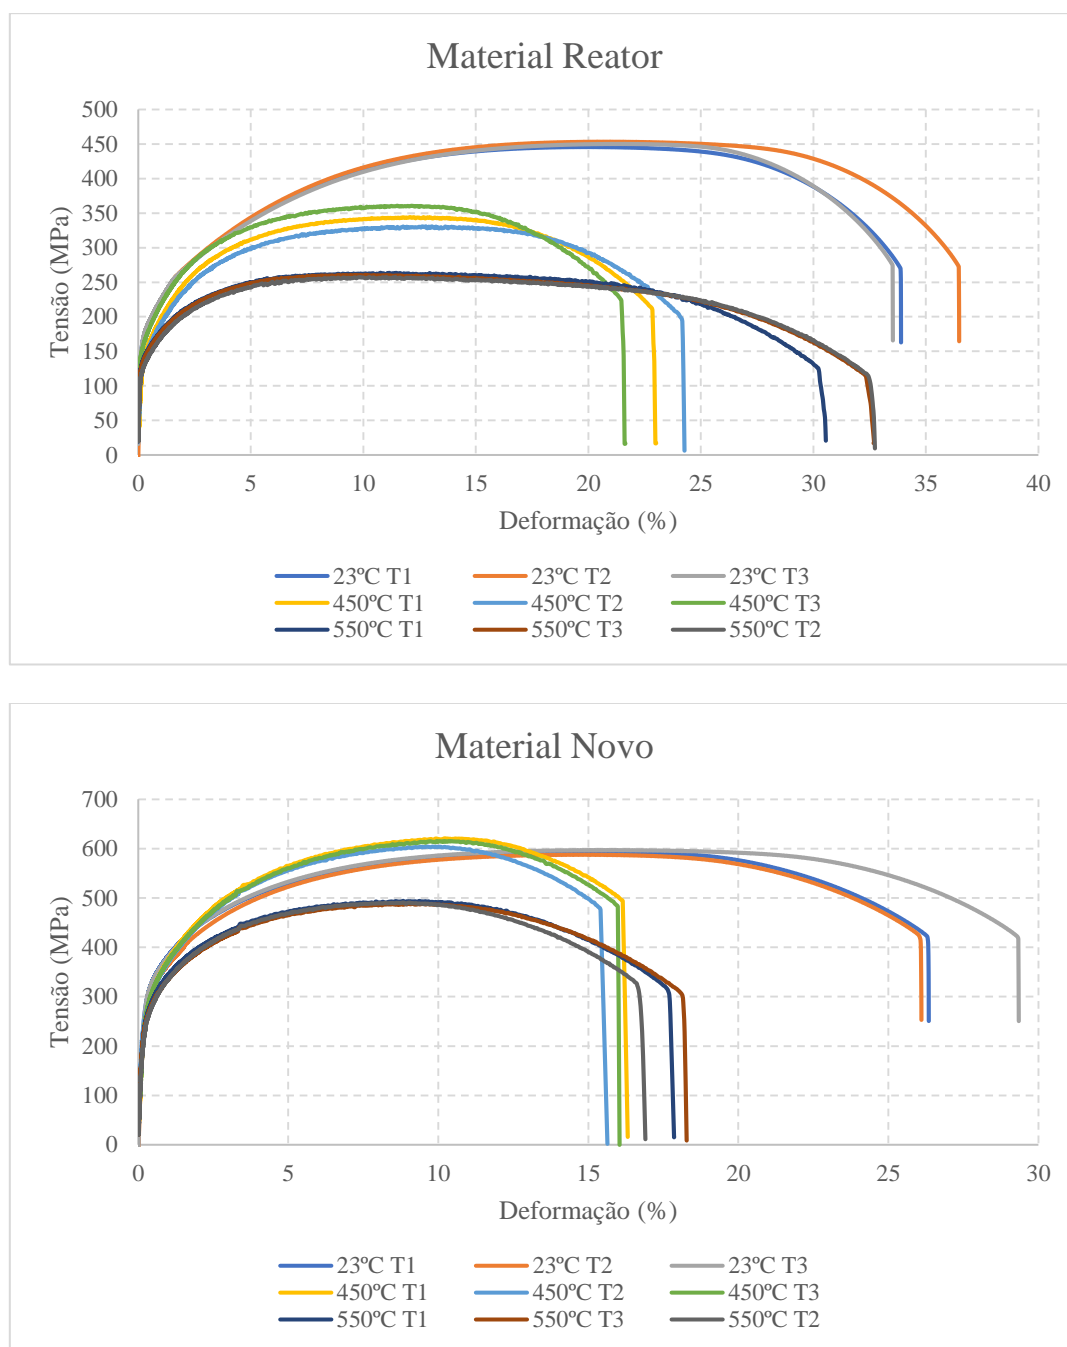 Material Reator
500
450
400
350
300
250
200
150
100
50
0
Tensão (MPa)
0 5 10 15 20 25 30 35 40
Deformação (%)
23ºC T1 23ºC T2 23ºC T3
450ºC T1 450ºC T2 450ºC T3
550ºC T1 550ºC T3 550ºC T2
Material Novo
700
600
500
400
300
200
100
0
Tensão (MPa)
0 5 10 15 20 25 30
Deformação (%)
23ºC T1 23ºC T2 23ºC T3
450ºC T1 450ºC T2 450ºC T3
550ºC T1 550ºC T3 550ºC T2